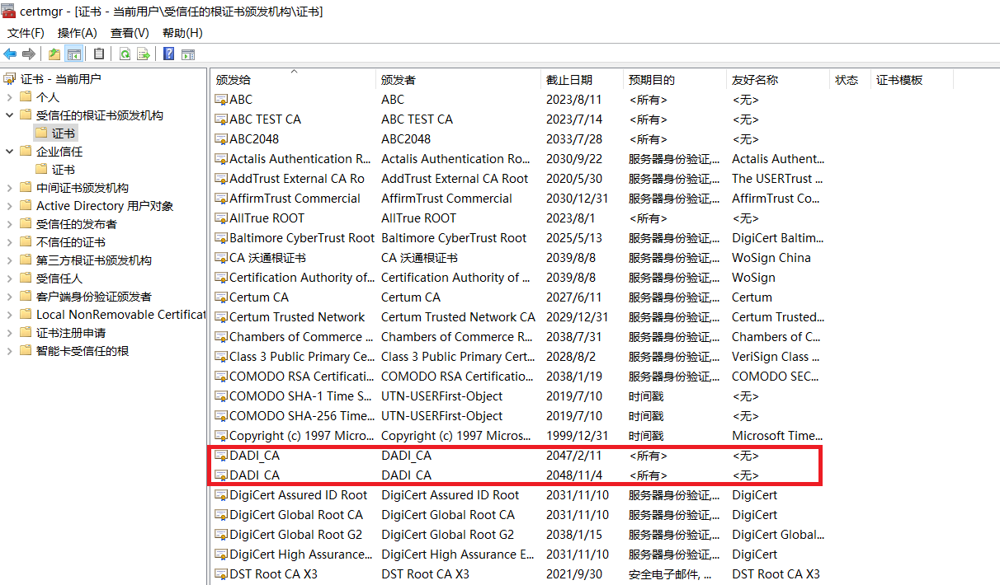 certmgr - [证书 - 当前用户\受信任的根证书颁发机构\证书]
文件(F) 操作(A) 查看(V) 帮助(H)
证书 - 当前用户
个人
受信任的根证书颁发机构
证书
企业信任
证书
中间证书颁发机构
Active Directory 用户对象
受信任的发布者
不信任的证书
第三方根证书颁发机构
受信任人
客户端身份验证颁发者
Local NonRemovable Certificat
证书注册申请
智能卡受信任的根
颁发给 颁发者 截止日期 预期目的 友好名称 状态 证书模板
ABC ABC 2023/8/11 <所有> <无>
ABC TEST CA ABC TEST CA 2023/7/14 <所有> <无>
ABC2048 ABC2048 2033/7/28 <所有> <无>
Actalis Authentication R... Actalis Authentication Ro... 2030/9/22 服务器身份验证,... Actalis Authent...
AddTrust External CA Ro AddTrust External CA Root 2020/5/30 服务器身份验证,... The USERTrust ...
AffirmTrust Commercial AffirmTrust Commercial 2030/12/31 服务器身份验证,... AffirmTrust Co...
AllTrue ROOT AllTrue ROOT 2023/8/1 <所有> <无>
Baltimore CyberTrust Root Baltimore CyberTrust Root 2025/5/13 服务器身份验证,... DigiCert Baltim...
CA 沃通根证书 CA 沃通根证书 2039/8/8 服务器身份验证,... WoSign China
Certification Authority of... Certification Authority of ... 2039/8/8 服务器身份验证,... WoSign
Certum CA Certum CA 2027/6/11 服务器身份验证,... Certum
Certum Trusted Network Certum Trusted Network CA 2029/12/31 服务器身份验证,... Certum Trusted...
Chambers of Commerce ... Chambers of Commerce R... 2038/7/31 服务器身份验证,... Chambers of C...
Class 3 Public Primary Ce... Class 3 Public Primary Cert... 2028/8/2 服务器身份验证,... VeriSign Class ...
COMODO RSA Certificati... COMODO RSA Certificatio... 2038/1/19 服务器身份验证,... COMODO SEC...
COMODO SHA-1 Time S... UTN-USERFirst-Object 2019/7/10 时间戳 <无>
COMODO SHA-256 Time... UTN-USERFirst-Object 2019/7/10 时间戳 <无>
Copyright (c) 1997 Micro... Copyright (c) 1997 Micros... 1999/12/31 时间戳 Microsoft Time...
DADI_CA DADI_CA 2047/2/11 <所有> <无>
DADI_CA DADI_CA 2048/11/4 <所有> <无>
DigiCert Assured ID Root DigiCert Assured ID Root 2031/11/10 服务器身份验证,... DigiCert
DigiCert Global Root CA DigiCert Global Root CA 2031/11/10 服务器身份验证,... DigiCert
DigiCert Global Root G2 DigiCert Global Root G2 2038/1/15 服务器身份验证,... DigiCert Global...
DigiCert High Assurance... DigiCert High Assurance E... 2031/11/10 服务器身份验证,... DigiCert
DST Root CA X3 DST Root CA X3 2021/9/30 安全电子邮件, ... DST Root CA X3